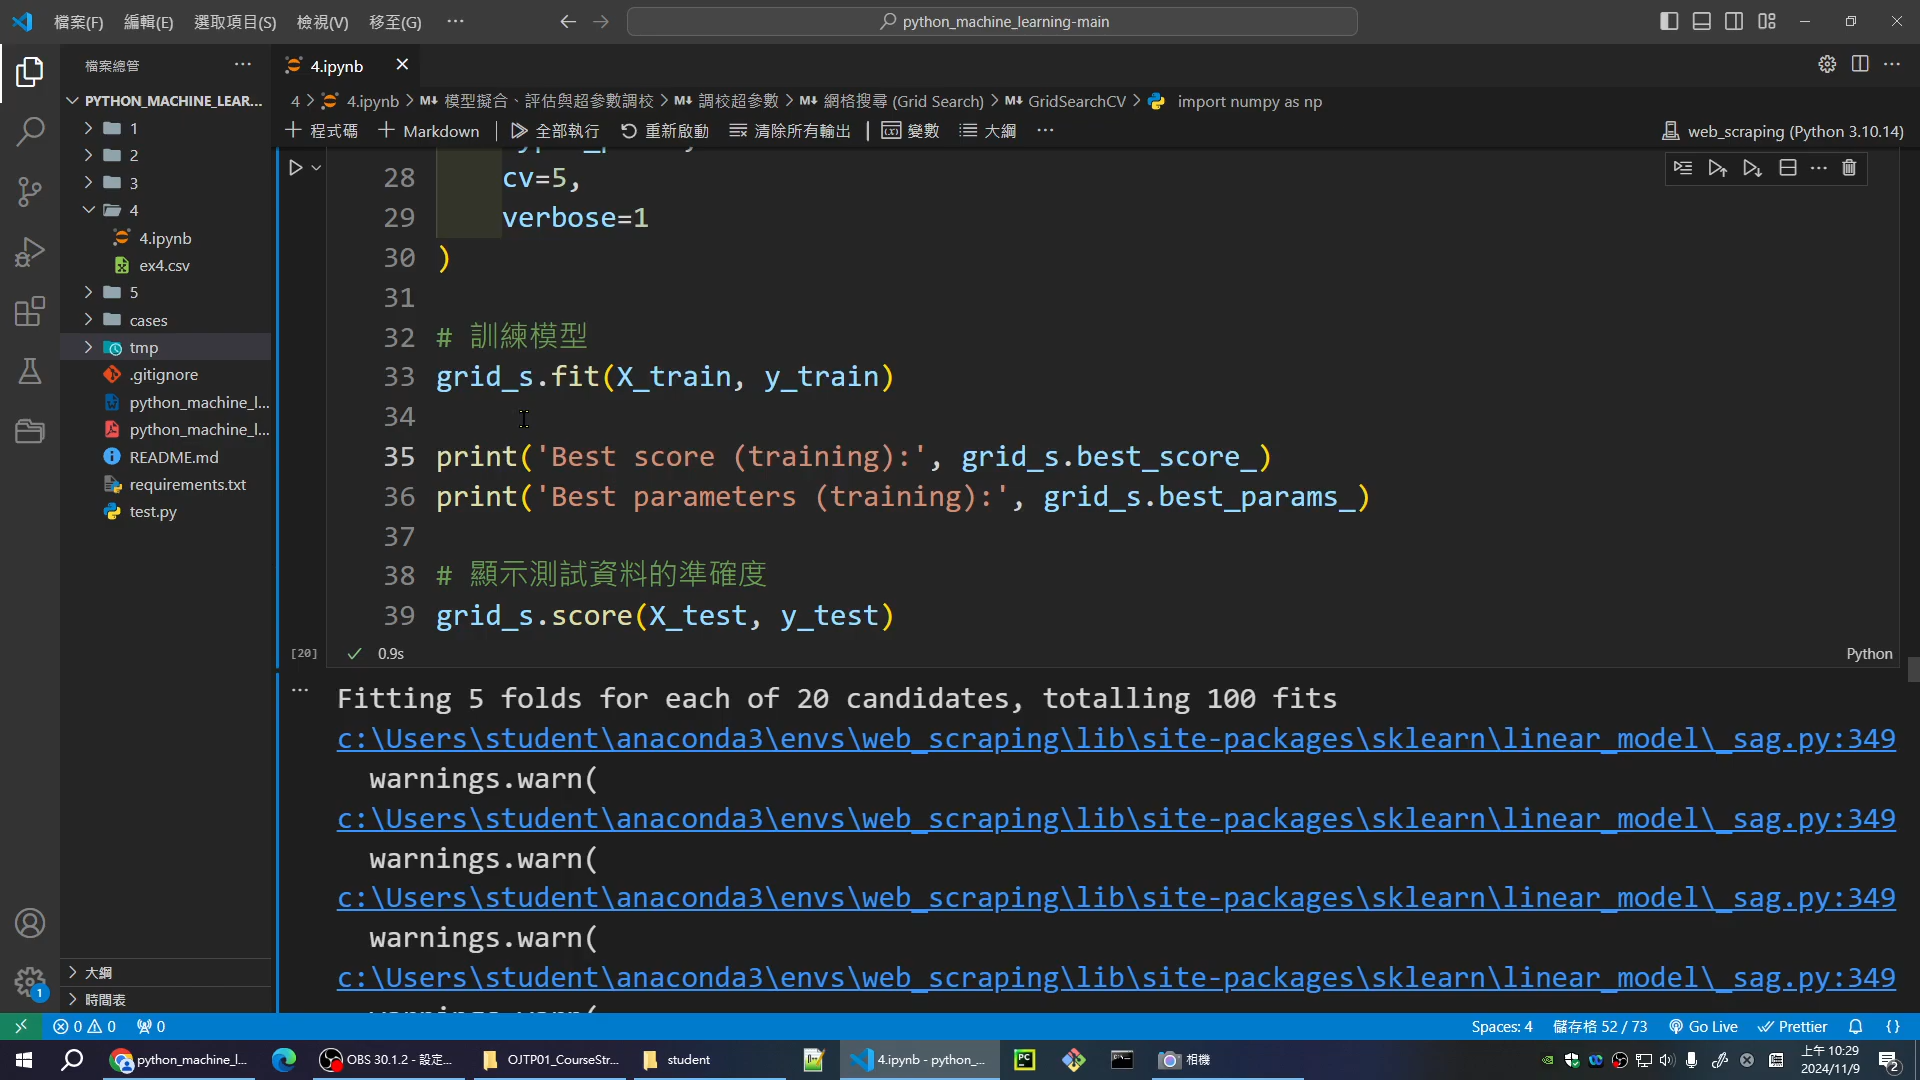 檔案(F) 編輯(E) 選取項目(S) 檢視(V) 移至(G) ··· python_machine_learning-main
檔案總管
4.ipynb
PYTHON_MACHINE_LEAR...
4 > 4.ipynb > M↓ 模型擬合、評估與超參數調校 > M↓ 調校超參數 > M↓ 網格搜尋 (Grid Search) > M↓ GridSearchCV > import numpy as np
程式碼 Markdown 全部執行 重新啟動 清除所有輸出 變數 大綱 ··· web_scraping (Python 3.10.14)
1
2
3
4
4.ipynb
ex4.csv
5
cases
tmp
.gitignore
python_machine_l...
python_machine_l...
README.md
requirements.txt
test.py
大綱
時間表
28 cv=5,
29 verbose=1
30 )
31
32 # 訓練模型
33 grid_s.fit(X_train, y_train)
34
35 print('Best score (training):', grid_s.best_score_)
36 print('Best parameters (training):', grid_s.best_params_)
37
38 # 顯示測試資料的準確度
39 grid_s.score(X_test, y_test)
[20] 0.9s Python
Fitting 5 folds for each of 20 candidates, totalling 100 fits
c:\Users\student\anaconda3\envs\web_scraping\lib\site-packages\sklearn\linear_model\_sag.py:349
warnings.warn(
c:\Users\student\anaconda3\envs\web_scraping\lib\site-packages\sklearn\linear_model\_sag.py:349
warnings.warn(
c:\Users\student\anaconda3\envs\web_scraping\lib\site-packages\sklearn\linear_model\_sag.py:349
warnings.warn(
c:\Users\student\anaconda3\envs\web_scraping\lib\site-packages\sklearn\linear_model\_sag.py:349
1
0 0 0 Spaces: 4 儲存格 52 / 73 Go Live Prettier {}
python_machine_l... OBS 30.1.2 - 設定... OJTP01_CourseStr... student 4.ipynb - python_... 相機 上午 10:29
2024/11/9 2